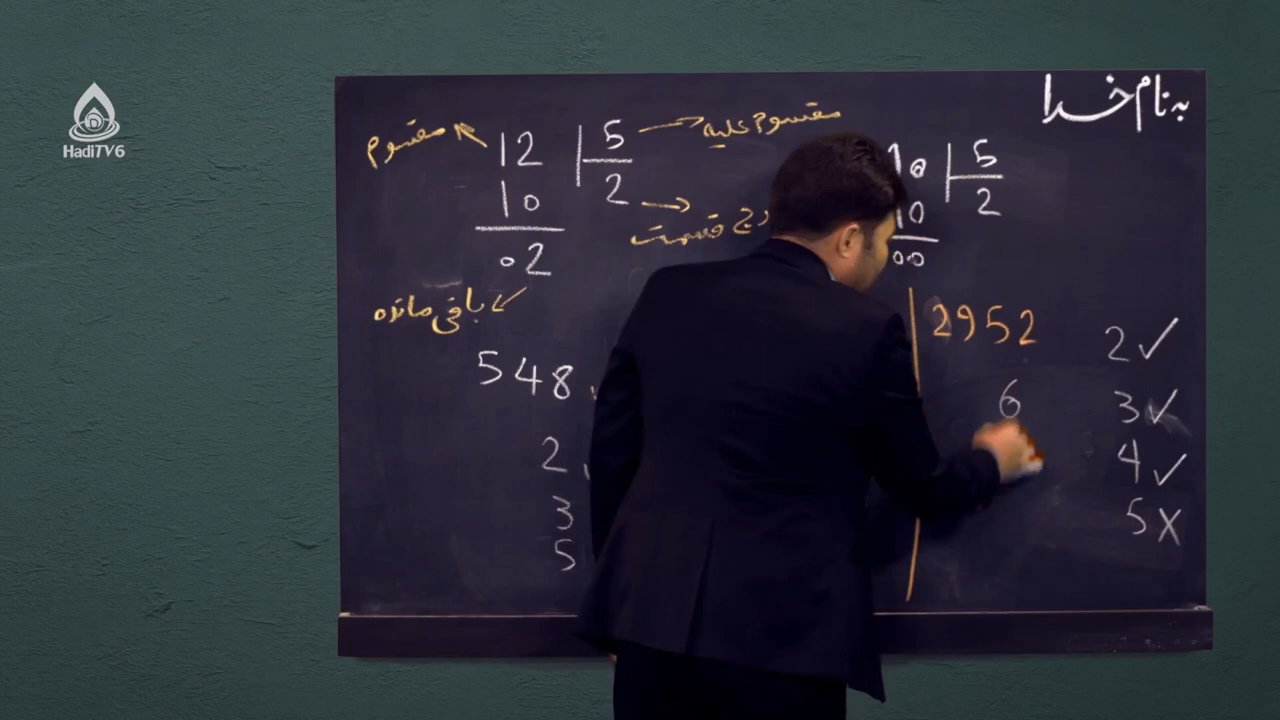 به نام خدا
HadiTV6
مقسوم
12
5
مقسوم علیه
10
2
قسمت
02
باقی مانده
10
5
10
2
00
548
2
3
5
2952
6
2 ✓
3 ✓
4 ✓
5 X